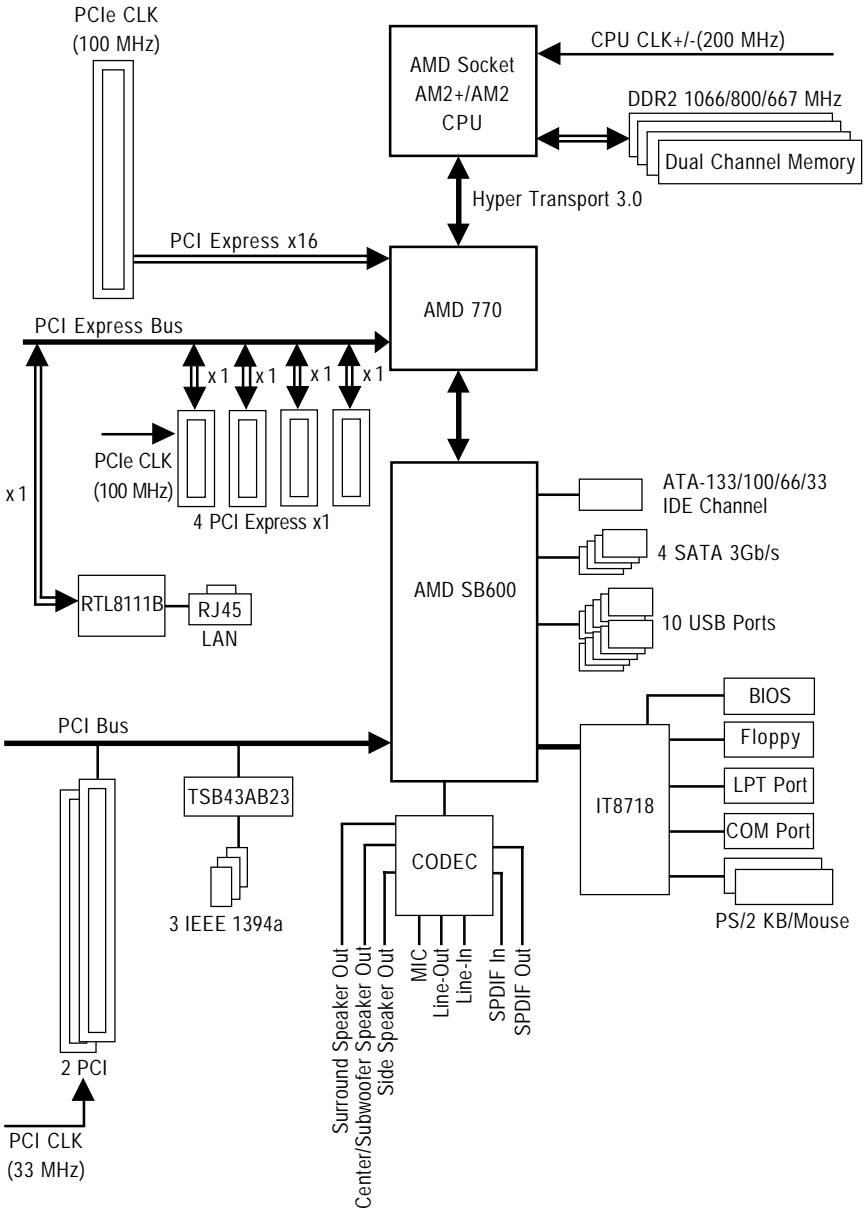 PCIe CLK
(100 MHz)
AMD Socket
AM2+/AM2
CPU
CPU CLK+/-(200 MHz)
DDR2 1066/800/667 MHz
Dual Channel Memory
Hyper Transport 3.0
PCI Express x16
AMD 770
PCI Express Bus
x1
x1
x1
x1
x1
PCIe CLK
(100 MHz)
4 PCI Express x1
ATA-133/100/66/33
IDE Channel
4 SATA 3Gb/s
AMD SB600
10 USB Ports
RTL8111B
RJ45
LAN
PCI Bus
BIOS
Floppy
LPT Port
COM Port
PS/2 KB/Mouse
IT8718
TSB43AB23
3 IEEE 1394a
CODEC
Surround Speaker Out
Center/Subwoofer Speaker Out
Side Speaker Out
MIC
Line-Out
Line-In
SPDIF In
SPDIF Out
2 PCI
PCI CLK
(33 MHz)